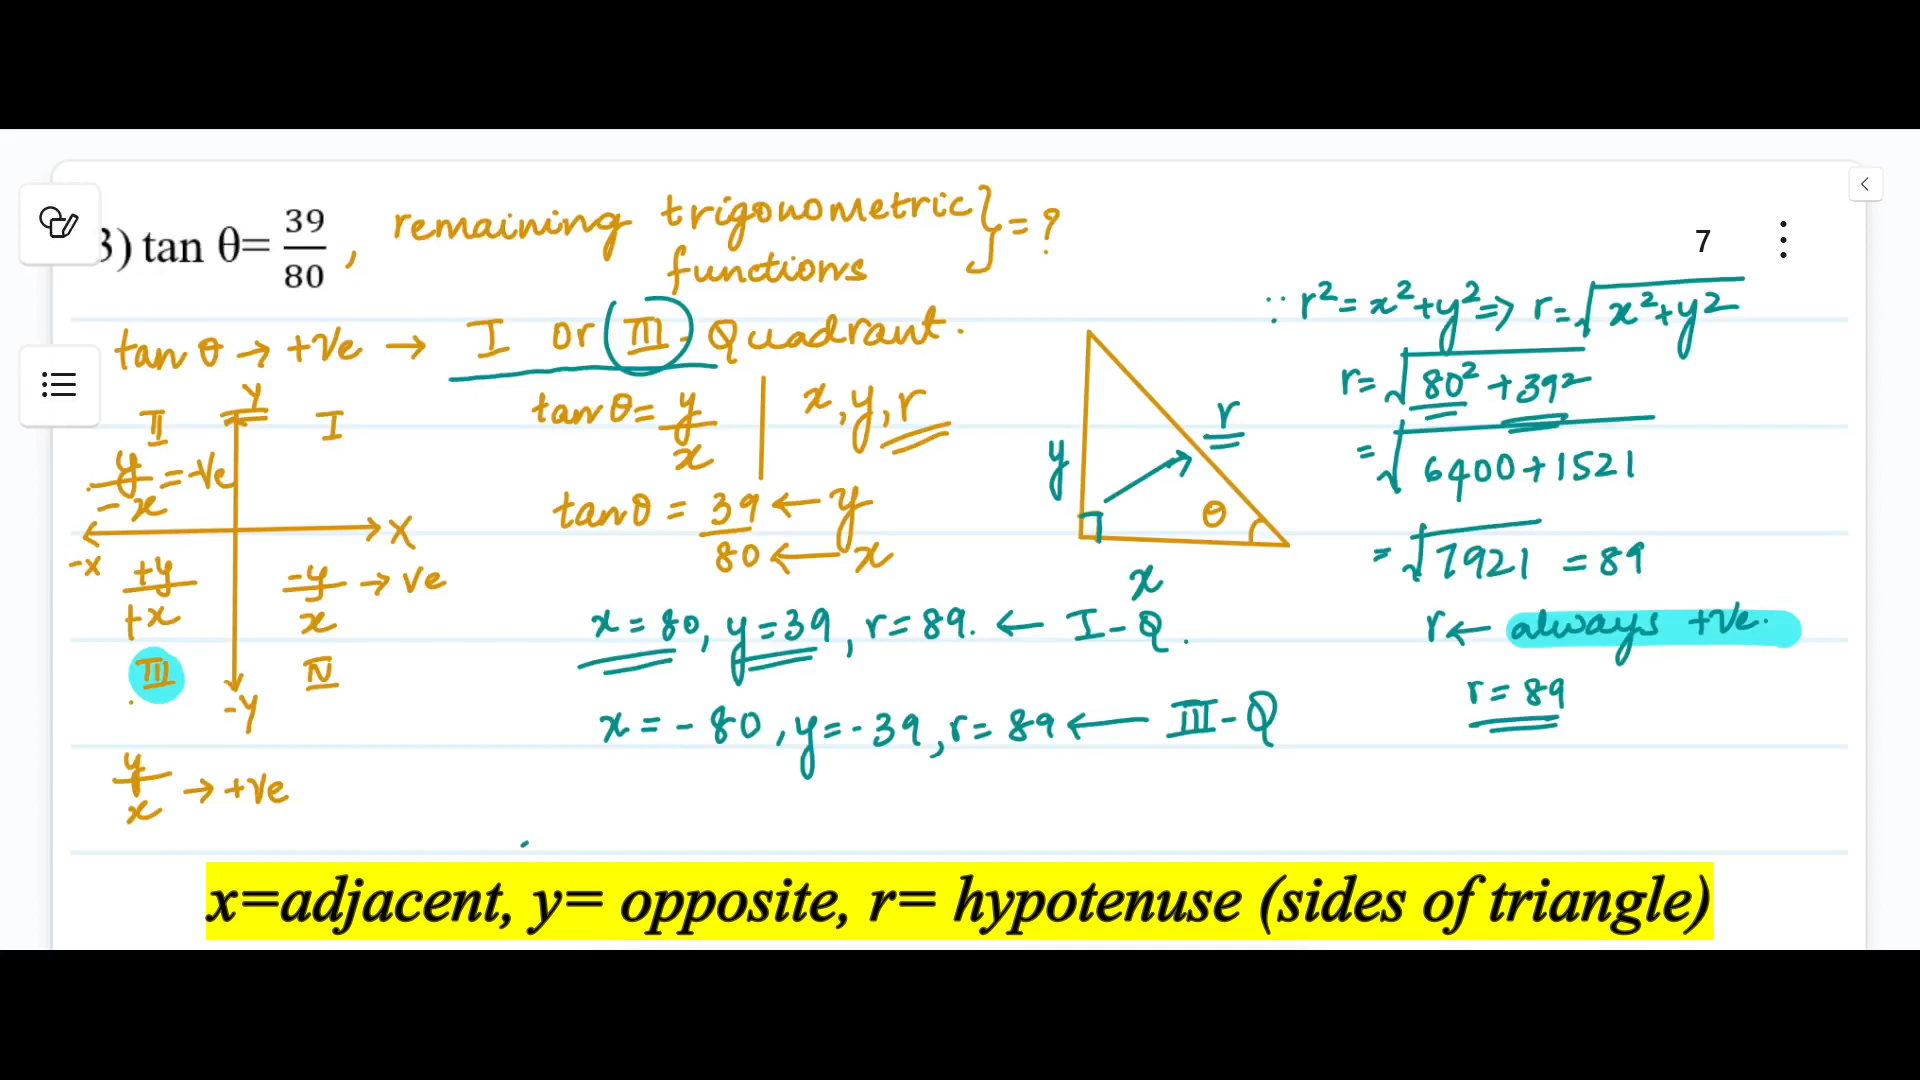 3) tan θ= 39/80 , remaining trigonometric functions } = ?
7
tan θ → +ve → I or III - Quadrant.
II
Y
I
y/-x = -ve
-x
X
+y/+x
-y/x → ve
III
IV
-Y
y/x → +ve
tan θ = y/x | x, y, r
tan θ = 39/80 ← y
← x
y
r
θ
x
∵ r² = x² + y² ⇒ r = √x² + y²
r = √80² + 39²
= √6400 + 1521
= √7921 = 89
r ← always +ve.
r = 89
x = 80, y = 39, r = 89. ← I - Q.
x = - 80, y = - 39, r = 89 ← III - Q
x=adjacent, y= opposite, r= hypotenuse (sides of triangle)